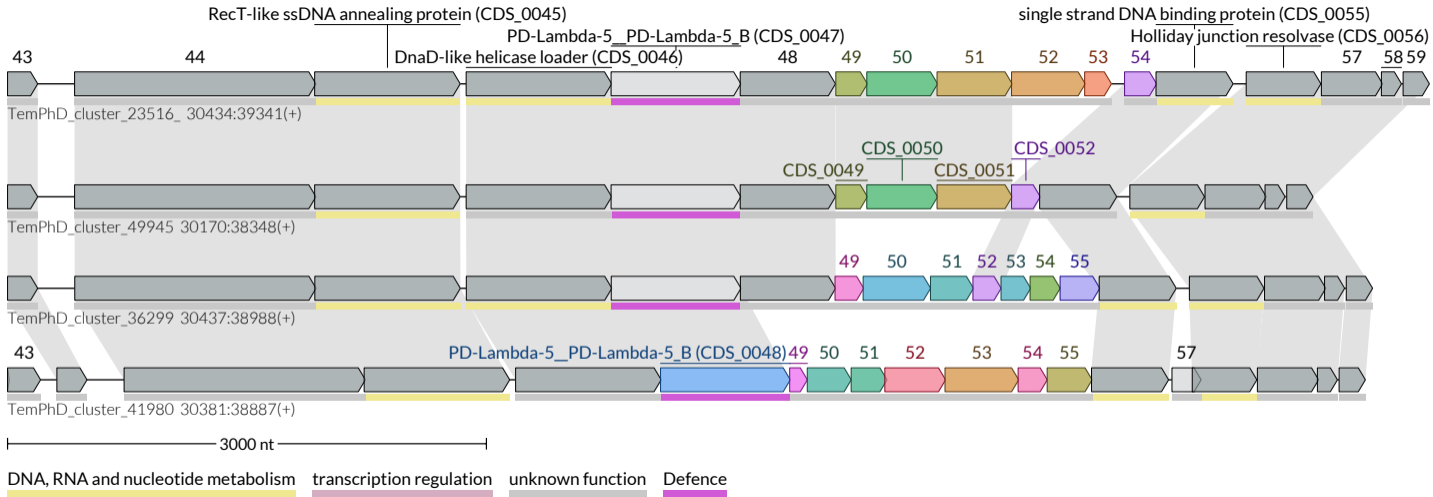 RecT-like ssDNA annealing protein (CDS_0045) single strand DNA binding protein (CDS_0055)
PD-Lambda-5__PD-Lambda-5_B (CDS_0047) Holliday junction resolvase (CDS_0056)
43 44 DnaD-like helicase loader (CDS_0046) 48 49 50 51 52 53 54 57 58 59
TemPhD_cluster_23516_ 30434:39341(+)
CDS_0050 CDS_0052
CDS_0049 CDS_0051
TemPhD_cluster_49945 30170:38348(+)
49 50 51 52 53 54 55
TemPhD_cluster_36299 30437:38988(+)
43 PD-Lambda-5__PD-Lambda-5_B (CDS_0048) 49 50 51 52 53 54 55 57
TemPhD_cluster_41980 30381:38887(+)
3000 nt
DNA, RNA and nucleotide metabolism transcription regulation unknown function Defence